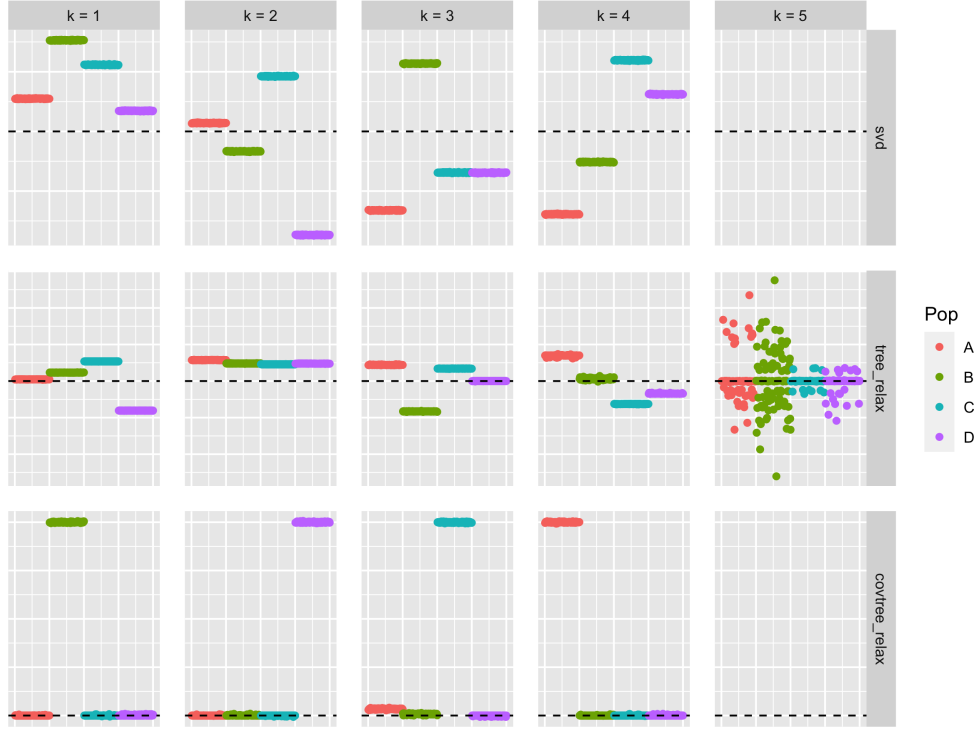 k = 1
k = 2
k = 3
k = 4
k = 5
svd
tree_relax
covtree_relax
Pop
A
B
C
D